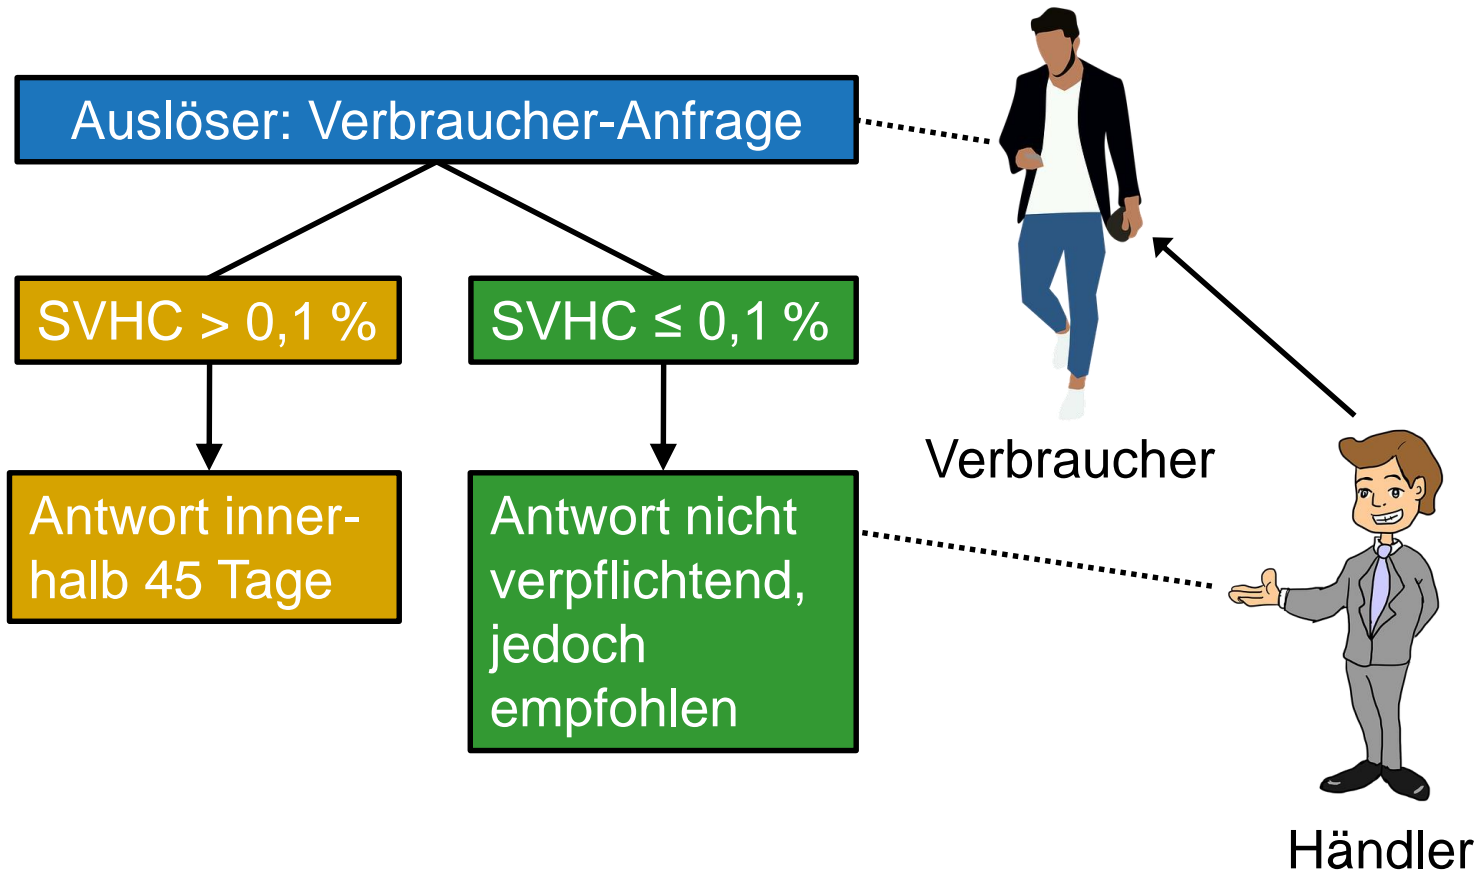 Auslöser: Verbraucher-Anfrage
SVHC > 0,1 %
SVHC ≤ 0,1 %
Antwort inner-
halb 45 Tage
Antwort nicht
verpflichtend,
jedoch
empfohlen
Verbraucher
Händler